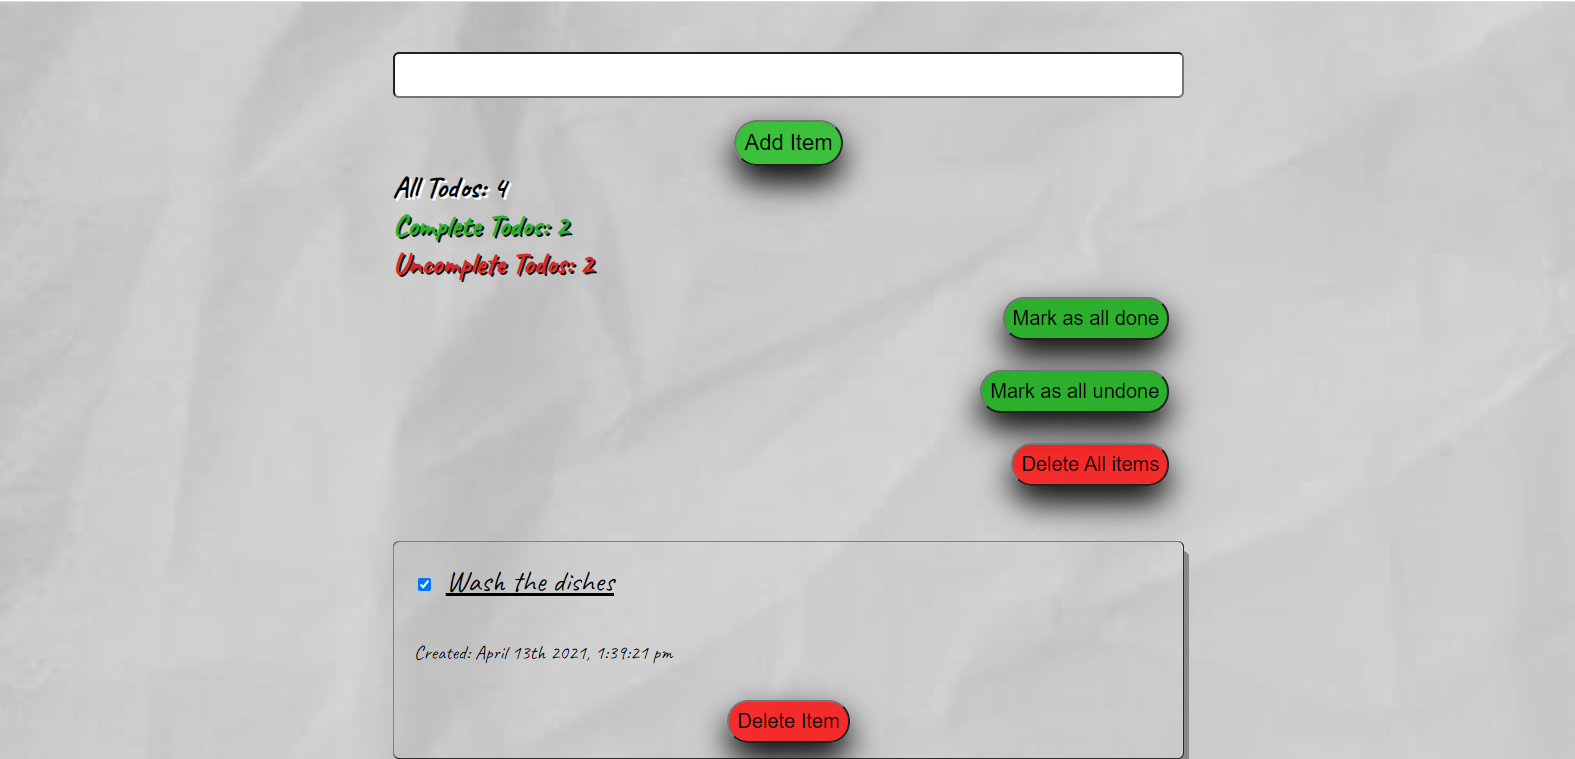 Add Item
All Todos: 4
Complete Todos: 2
Uncomplete Todos: 2
Mark as all done
Mark as all undone
Delete All items
Wash the dishes
Created: April 13th 2021, 1:39:21 pm
Delete Item